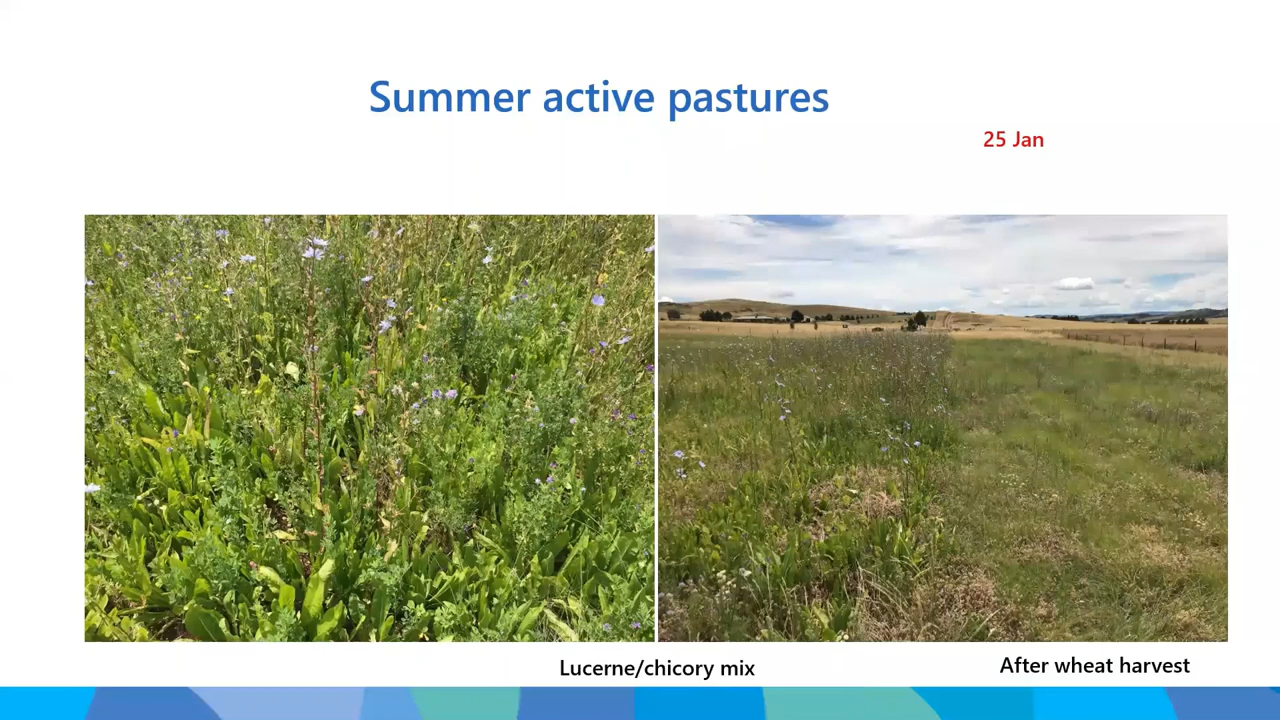 Summer active pastures
25 Jan
Lucerne/chicory mix
After wheat harvest